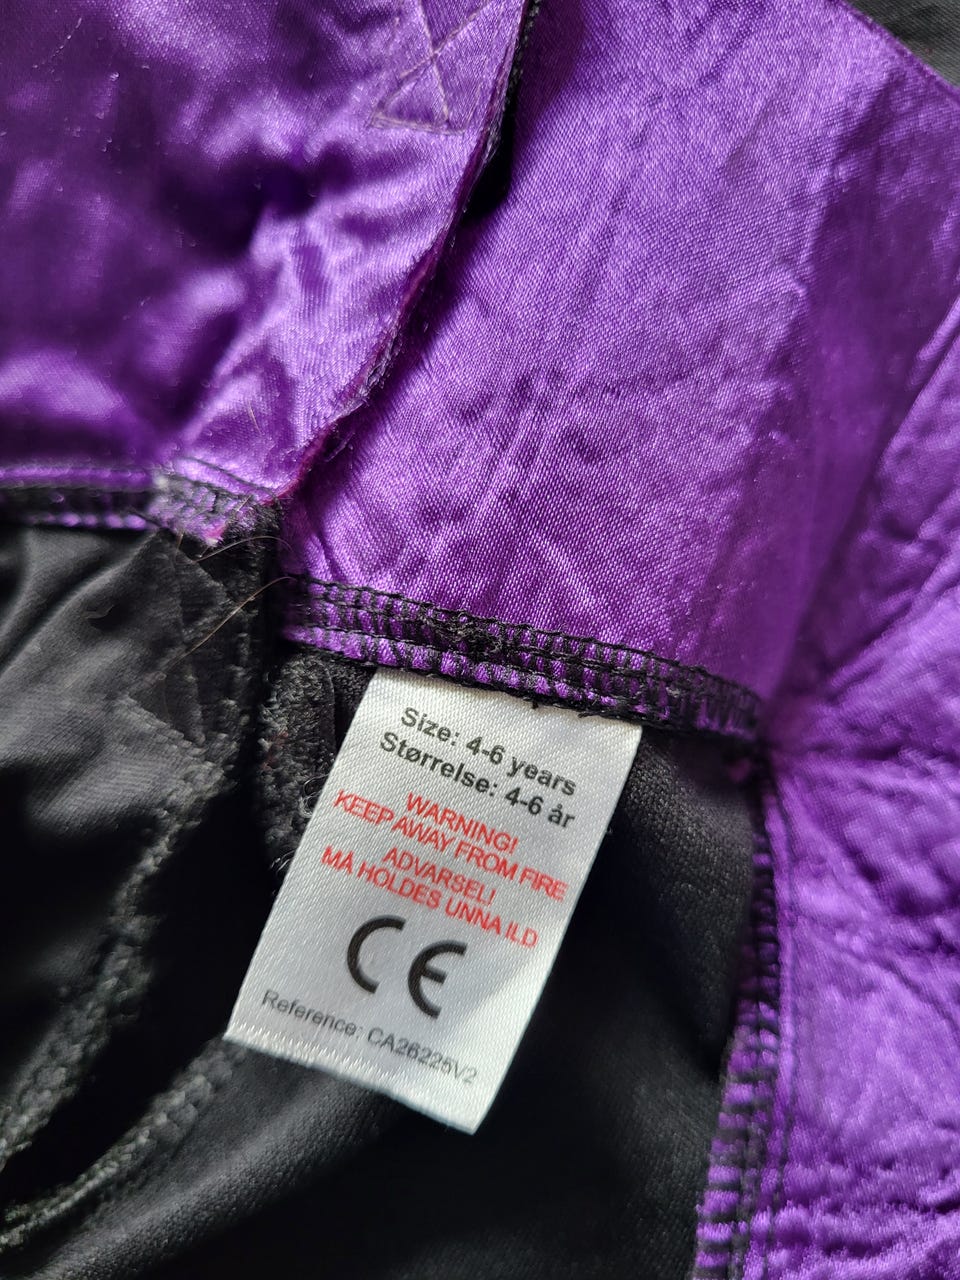 Size: 4-6 years
Størrelse: 4-6 år
WARNING!
KEEP AWAY FROM FIRE
ADVARSEL!
MÅ HOLDES UNNA ILD
CE
Reference: CA26225V2